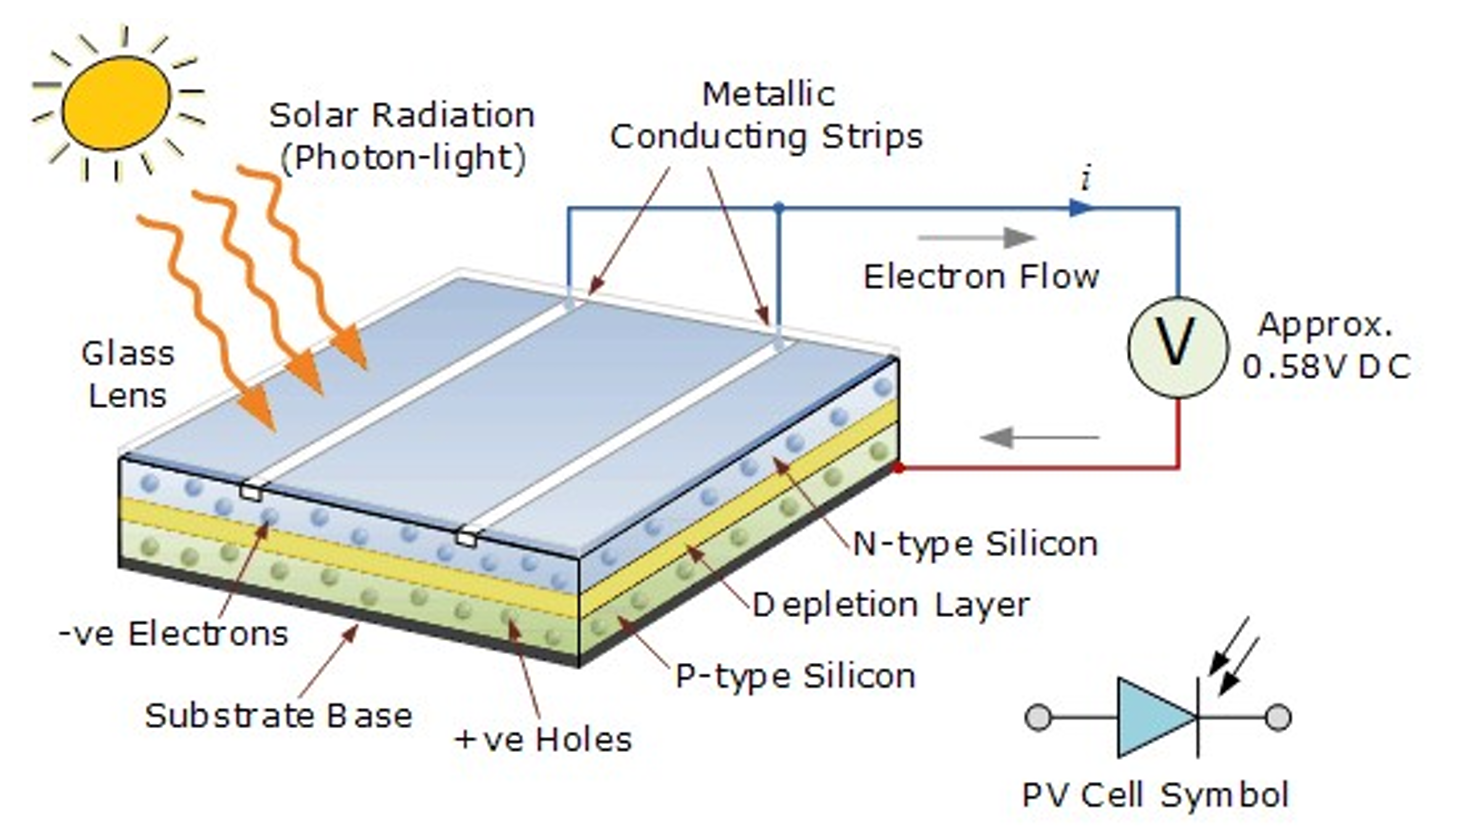 Solar Radiation
(Photon-light)
Metallic
Conducting Strips
i
Electron Flow
Glass
Lens
V
Approx.
0.58V DC
N-type Silicon
Depletion Layer
-ve Electrons
P-type Silicon
Substrate Base
+ve Holes
PV Cell Symbol